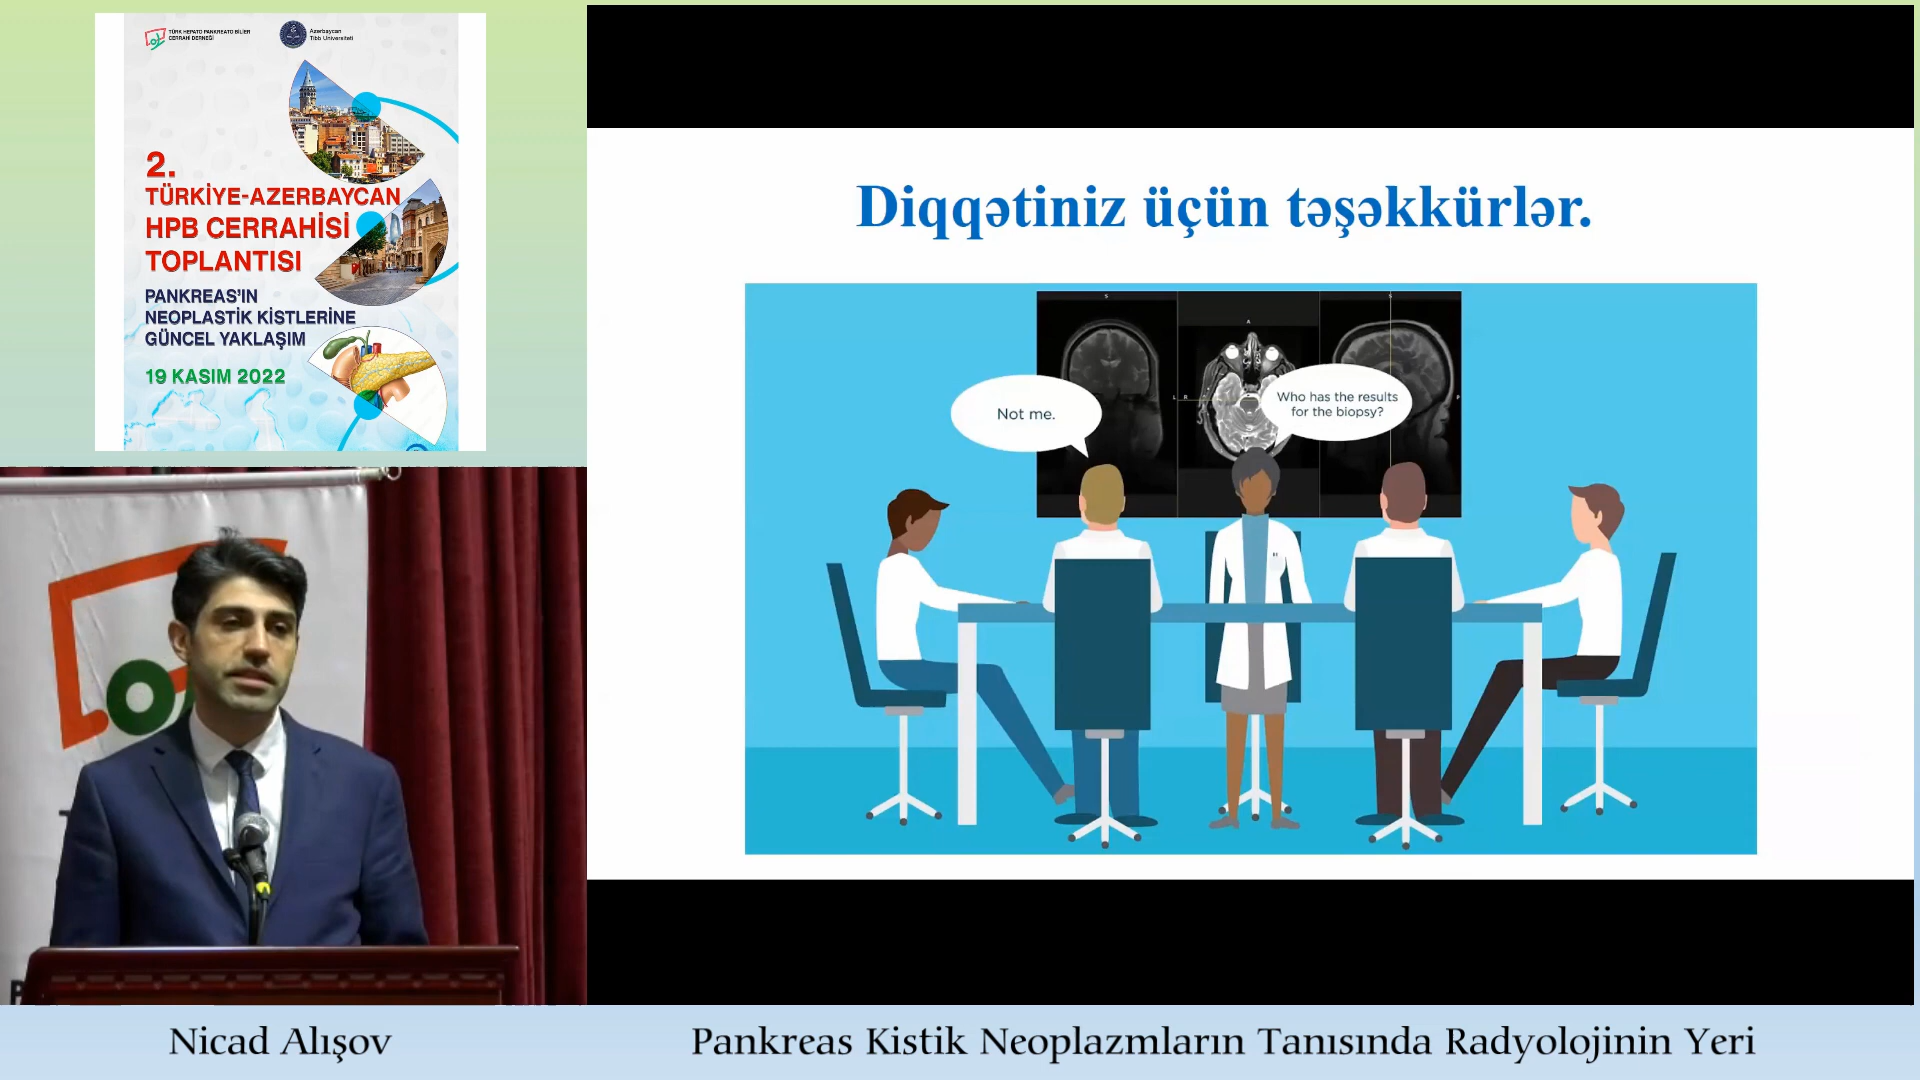 TÜRK HEPATO PANKREATO BİLİER
CERRAHİ DERNEĞİ
Azerbaycan
Tibb Universiteti
2.
TÜRKİYE-AZERBAYCAN
HPB CERRAHİSİ
TOPLANTISI
PANKREAS'IN
NEOPLASTİK KİSTLERİNE
GÜNCEL YAKLAŞIM
19 KASIM 2022
Diqqətiniz üçün təşəkkürlər.
S
S
A
L R
P
Not me.
Who has the results
for the biopsy?
Nicad Alışov
Pankreas Kistik Neoplazmların Tanısında Radyolojinin Yeri